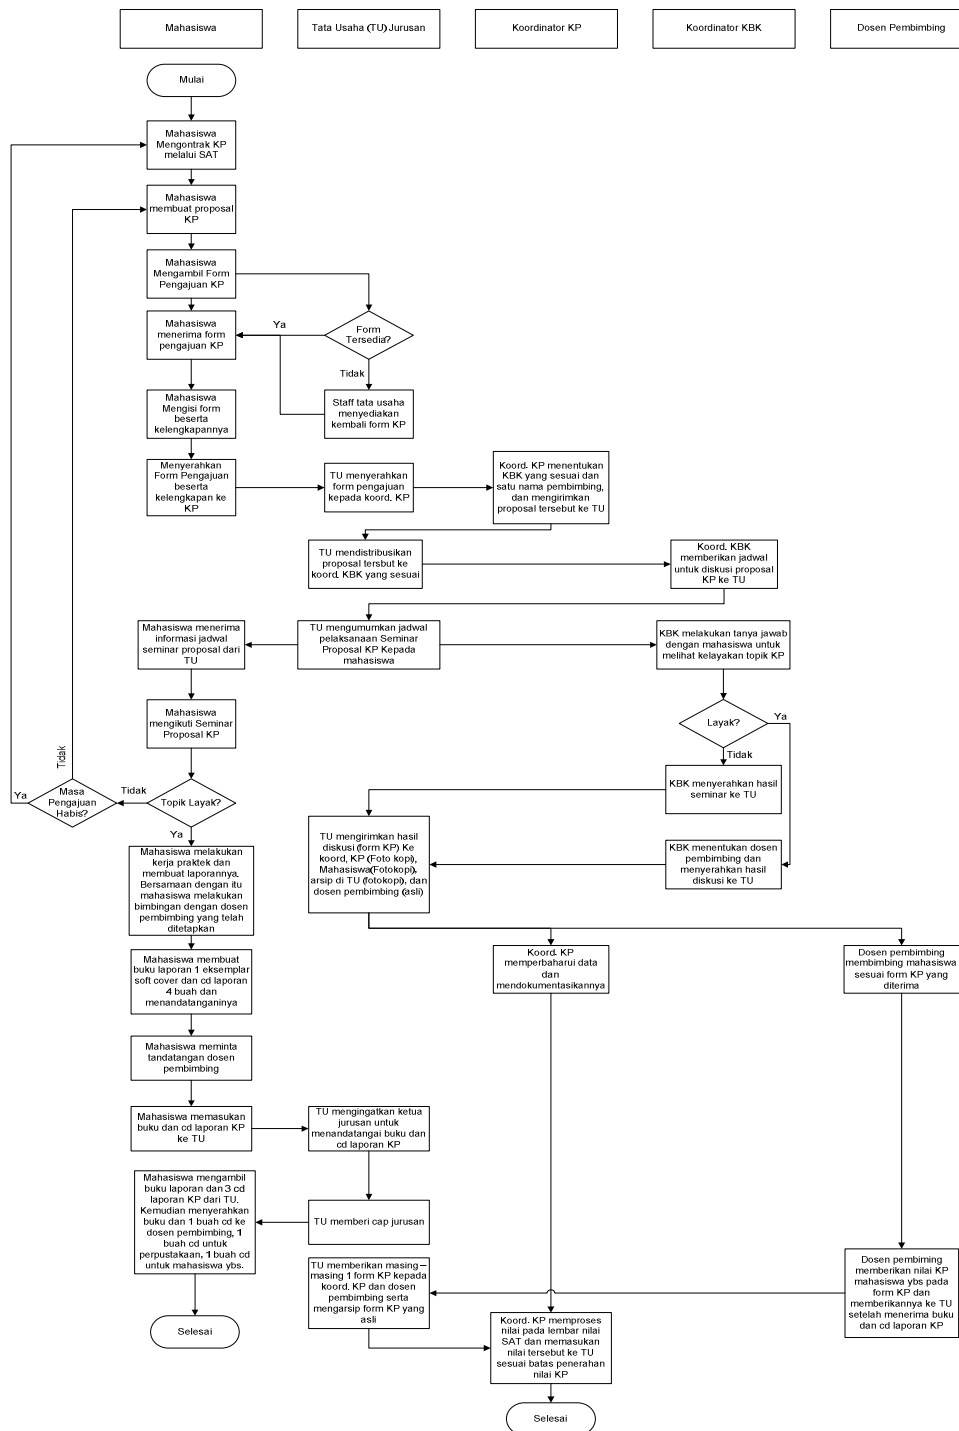 Mahasiswa
Tata Usaha (TU) Jurusan
Koordinator KP
Koordinator KBK
Dosen Pembimbing
Mulai
Mahasiswa
Mengontrak KP
melalui SAT
Mahasiswa
membuat proposal
KP
Mahasiswa
Mengambil Form
Pengajuan KP
Mahasiswa
menerima form
pengajuan KP
Ya
Form
Tersedia?
Tidak
Mahasiswa
Mengisi form
beserta
kelengkapannya
Staff tata usaha
menyediakan
kembali form KP
Menyerahkan
Form Pengajuan
beserta
kelengkapan ke
KP
TU menyerahkan
form pengajuan
kepada koord. KP
Koord. KP menentukan
KBK yang sesuai dan
satu nama pembimbing,
dan mengirimkan
proposal tersebut ke TU
TU mendistribusikan
proposal tersbut ke
koord. KBK yang sesuai
Koord. KBK
memberikan jadwal
untuk diskusi proposal
KP ke TU
Mahasiswa menerima
informasi jadwal
seminar proposal dari
TU
TU mengumumkan jadwal
pelaksanaan Seminar
Proposal KP Kepada
mahasiswa
KBK melakukan tanya jawab
dengan mahasiswa untuk
melihat kelayakan topik KP
Mahasiswa
mengikuti Seminar
Proposal KP
Layak?
Ya
Tidak
Tidak
Ya
Masa
Pengajuan
Habis?
Tidak
Topik Layak?
Ya
KBK menyerahkan hasil
seminar ke TU
TU mengirimkan hasil
diskusi (form KP) Ke
koord, KP (Foto kopi),
Mahasiswa(Fotokopi),
arsip di TU (fotokopi), dan
dosen pembimbing (asli)
KBK menentukan dosen
pembimbing dan
menyerahkan hasil
diskusi ke TU
Mahasiswa melakukan
kerja praktek dan
membuat laporannya.
Bersamaan dengan itu
mahasiswa melakukan
bimbingan dengan dosen
pembimbing yang telah
ditetapkan
Mahasiswa membuat
buku laporan 1 eksemplar
soft cover dan cd laporan
4 buah dan
menandatanganinya
Koord. KP
memperbaharui data
dan
mendokumentasikannya
Dosen pembimbing
membimbing mahasiswa
sesuai form KP yang
diterima
Mahasiswa meminta
tandatangan dosen
pembimbing
Mahasiswa memasukan
buku dan cd laporan KP
ke TU
TU mengingatkan ketua
jurusan untuk
menandatangai buku dan
cd laporan KP
Mahasiswa mengambil
buku laporan dan 3 cd
laporan KP dari TU.
Kemudian menyerahkan
buku dan 1 buah cd ke
dosen pembimbing, 1
buah cd untuk
perpustakaan, 1 buah cd
untuk mahasiswa ybs.
TU memberi cap jurusan
TU memberikan masing–
masing 1 form KP kepada
koord. KP dan dosen
pembimbing serta
mengarsip form KP yang
asli
Dosen pembiming
memberikan nilai KP
mahasiswa ybs pada
form KP dan
memberikannya ke TU
setelah menerima buku
dan cd laporan KP
Selesai
Koord. KP memproses
nilai pada lembar nilai
SAT dan memasukan
nilai tersebut ke TU
sesuai batas penerahan
nilai KP
Selesai